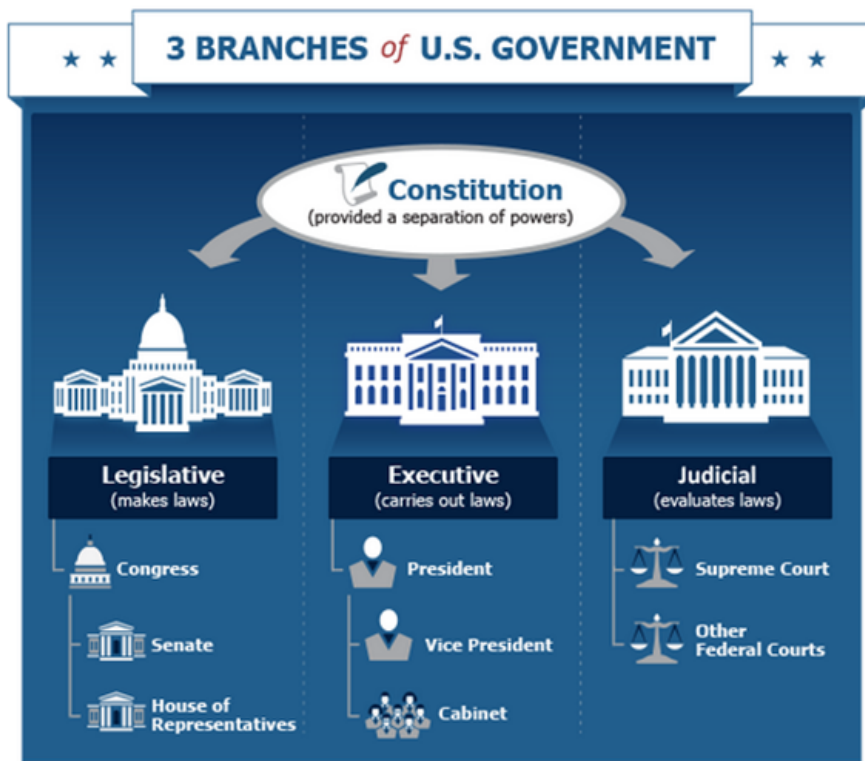 3 BRANCHES of U.S. GOVERNMENT
Constitution
(provided a separation of powers)
Legislative
(makes laws)
Congress
Senate
House of
Representatives
Executive
(carries out laws)
President
Vice President
Cabinet
Judicial
(evaluates laws)
Supreme Court
Other
Federal Courts